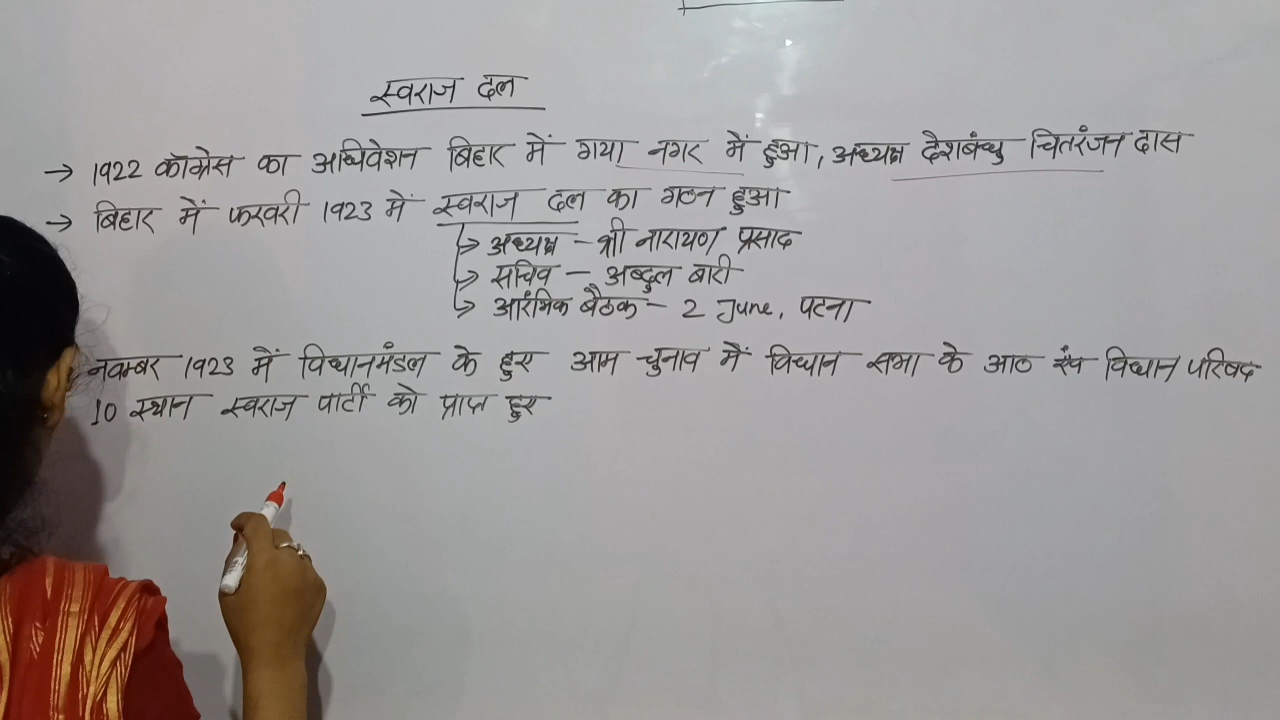 स्वराज दल
→ 1922 कॉग्रेस का अधिवेशन बिहार में गया नगर में हुआ, अध्यक्ष देशबंधु चितरंजन दास
→ बिहार में फरवरी 1923 में स्वराज दल का गठन हुआ
→ अध्यक्ष - श्री नारायण प्रसाद
→ सचिव - अब्दुल बारी
→ आरंभिक बैठक - 2 June, पटना
नवम्बर 1923 में विधानमंडल के हुए आम चुनाव में विधान सभा के आठ एंव विधान परिषद
10 स्थान स्वराज पार्टी को प्राप्त हुए